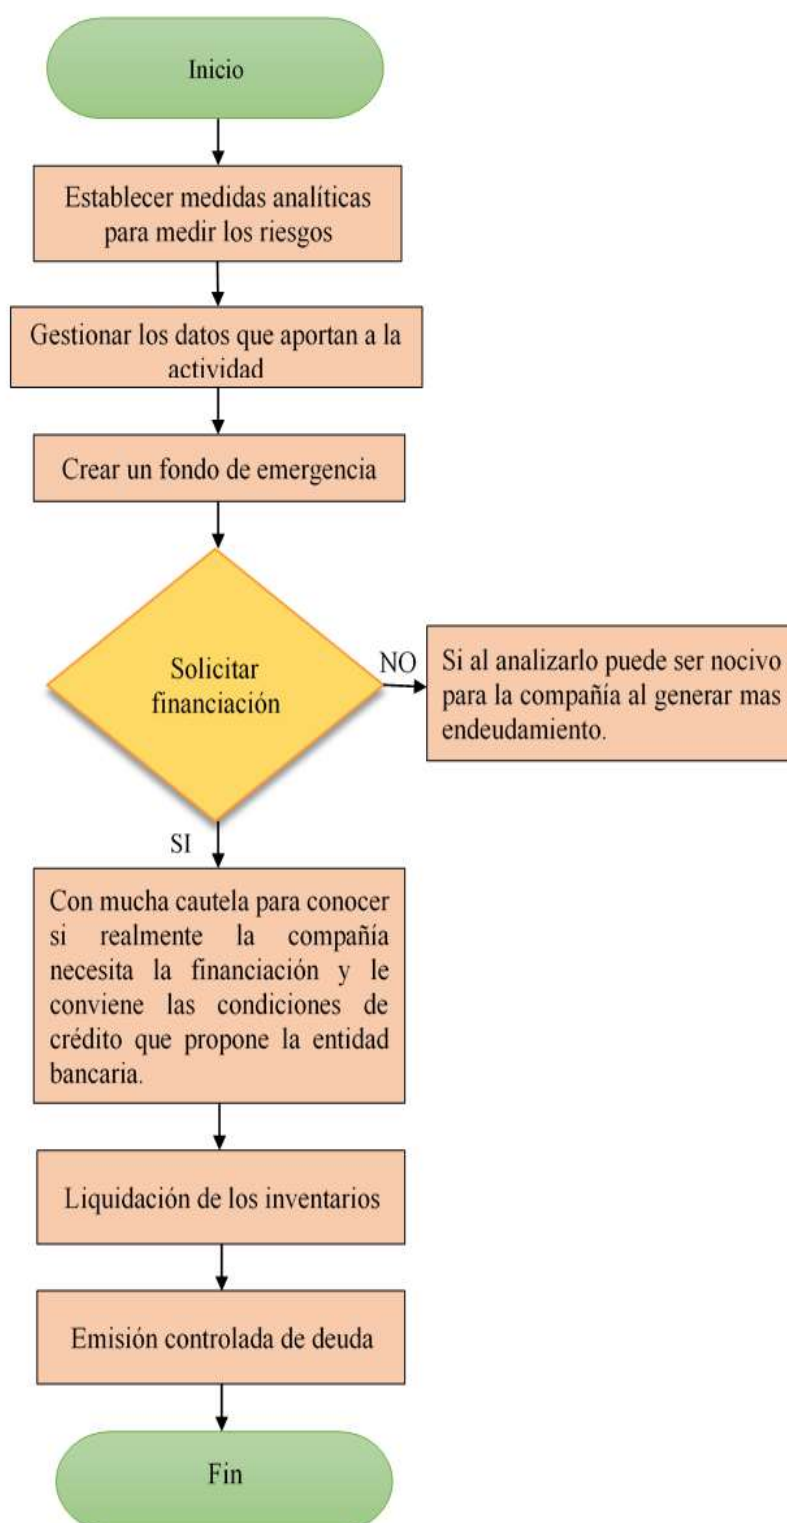 Inicio
Establecer medidas analíticas
para medir los riesgos
Gestionar los datos que aportan a la
actividad
Crear un fondo de emergencia
Solicitar
financiación
NO
Si al analizarlo puede ser nocivo
para la compañía al generar mas
endeudamiento.
SI
Con mucha cautela para conocer
si realmente la compañía
necesita la financiación y le
conviene las condiciones de
crédito que propone la entidad
bancaria.
Liquidación de los inventarios
Emisión controlada de deuda
Fin